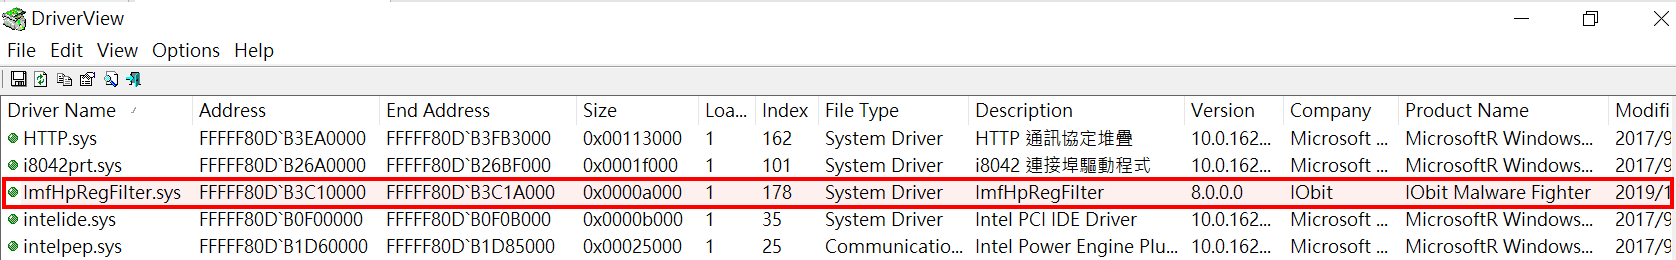 DriverView
File Edit View Options Help
Driver Name Address End Address Size Loa... Index File Type Description Version Company Product Name Modifi
HTTP.sys FFFFF80D`B3EA0000 FFFFF80D`B3FB3000 0x00113000 1 162 System Driver HTTP 通訊協定堆疊 10.0.162... Microsoft ... MicrosoftR Windows... 2017/9
i8042prt.sys FFFFF80D`B26A0000 FFFFF80D`B26BF000 0x0001f000 1 101 System Driver i8042 連接埠驅動程式 10.0.162... Microsoft ... MicrosoftR Windows... 2017/9
ImfHpRegFilter.sys FFFFF80D`B3C10000 FFFFF80D`B3C1A000 0x0000a000 1 178 System Driver ImfHpRegFilter 8.0.0.0 IObit IObit Malware Fighter 2019/1
intelide.sys FFFFF80D`B0F00000 FFFFF80D`B0F0B000 0x0000b000 1 35 System Driver Intel PCI IDE Driver 10.0.162... Microsoft ... MicrosoftR Windows... 2017/9
intelpep.sys FFFFF80D`B1D60000 FFFFF80D`B1D85000 0x00025000 1 25 Communicatio... Intel Power Engine Plu... 10.0.162... Microsoft ... MicrosoftR Windows... 2017/9